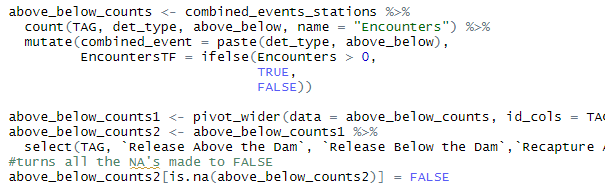 above_below_counts <- combined_events_stations %>%
  count(TAG, det_type, above_below, name = "Encounters") %>%
  mutate(combined_event = paste(det_type, above_below),
         EncountersTF = ifelse(Encounters > 0,
                               TRUE,
                               FALSE))
above_below_counts1 <- pivot_wider(data = above_below_counts, id_cols = TAG
above_below_counts2 <- above_below_counts1 %>%
  select(TAG, `Release Above the Dam`, `Release Below the Dam`,`Recapture A
#turns all the NA's made to FALSE
above_below_counts2[is.na(above_below_counts2)] = FALSE